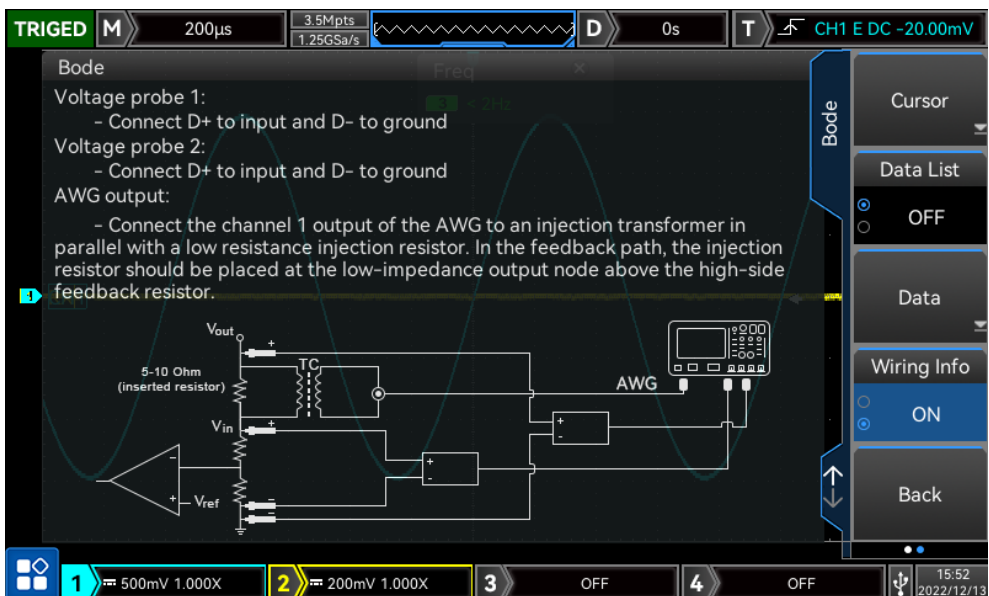 TRIGED M 200μs 3.5Mpts D 0s T CH1 E DC -20.00mV
1.25GSa/s
Bode
Freq ×
3 < 2Hz
Voltage probe 1:
– Connect D+ to input and D- to ground
Voltage probe 2:
– Connect D+ to input and D- to ground
AWG output:
– Connect the channel 1 output of the AWG to an injection transformer in
parallel with a low resistance injection resistor. In the feedback path, the injection
resistor should be placed at the low-impedance output node above the high-side
feedback resistor.
Vout
+
5-10 Ohm
(inserted resistor)
TC
AWG
Vin
+
+
-
+
-
-
+
Vref
-
-
Bode
Cursor
Data List
OFF
Data
Wiring Info
ON
Back
1 500mV 1.000X 2 200mV 1.000X 3 OFF 4 OFF
15:52
2022/12/13